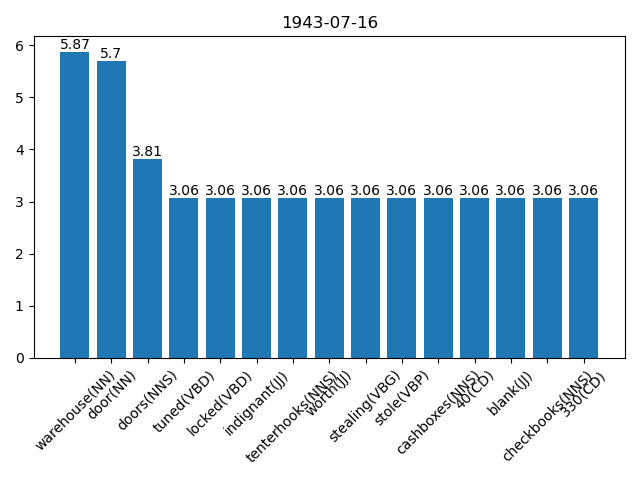 1943-07-16
6
5
4
3
2
1
0
5.87
5.7
3.81
3.06
3.06
3.06
3.06
3.06
3.06
3.06
3.06
3.06
3.06
3.06
3.06
warehouse(NN)
door(NN)
doors(NNS)
tuned(VBD)
locked(VBD)
indignant(JJ)
tenterhooks(NNS)
worth(JJ)
stealing(VBG)
stole(VBP)
cashboxes(NNS)
40(CD)
blank(JJ)
checkbooks(NNS)
330(CD)